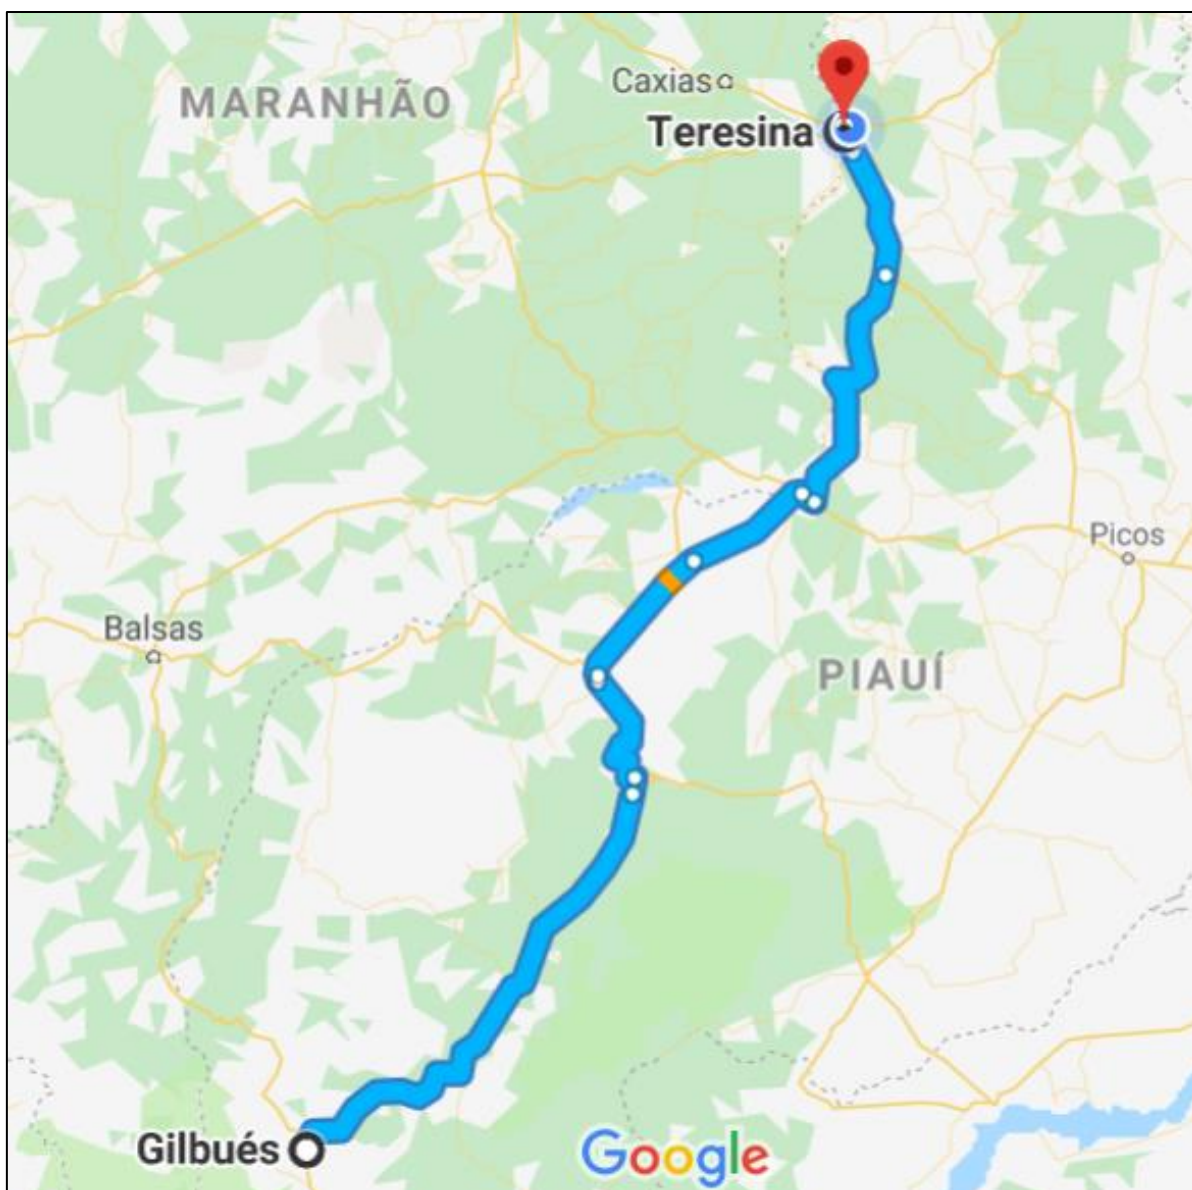 MARANHÃO
Caxias
Teresina
Picos
Balsas
PIAUÍ
Gilbués
Google